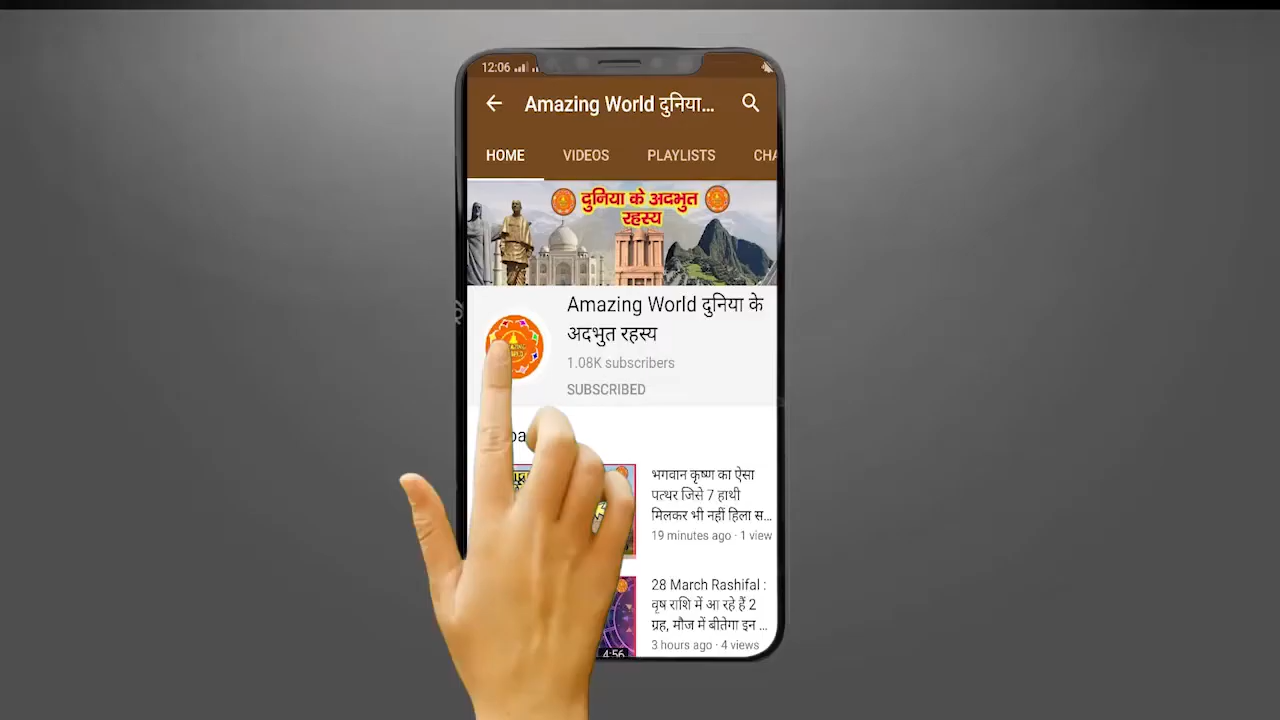 12:06
Amazing World दुनिया...
HOME VIDEOS PLAYLISTS CHA
दुनिया के अदभुत
रहस्य
Amazing World दुनिया के
अदभुत रहस्य
1.08K subscribers
SUBSCRIBED
भगवान कृष्ण का ऐसा
पत्थर जिसे 7 हाथी
मिलकर भी नहीं हिला स...
19 minutes ago · 1 view
28 March Rashifal :
वृष राशि में आ रहे हैं 2
ग्रह, मौज में बीतेगा इन ...
3 hours ago · 4 views
4:56